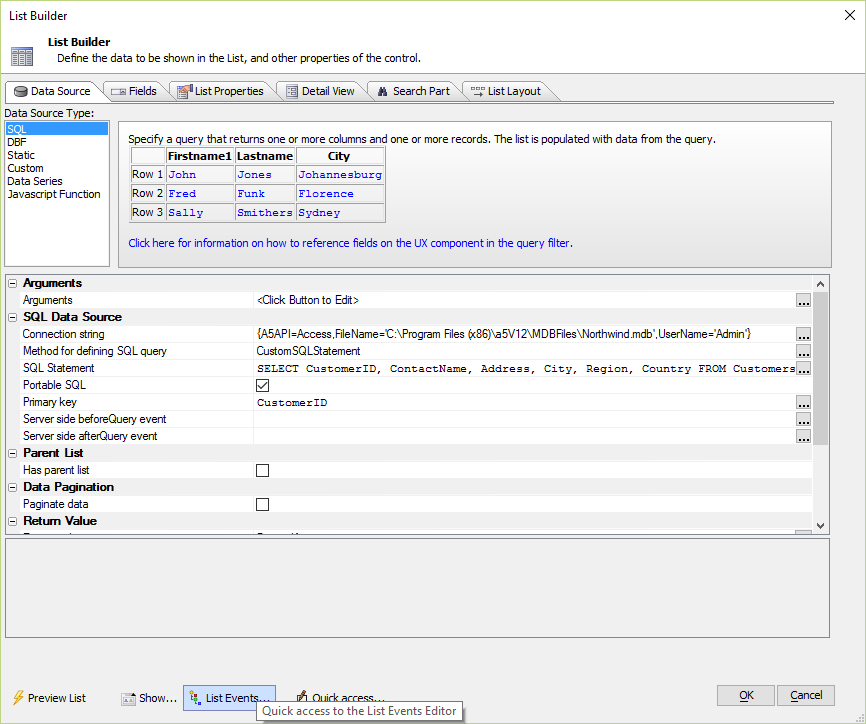 List Builder
List Builder
Define the data to be shown in the List, and other properties of the control.
Data Source Fields List Properties Detail View Search Part List Layout
Data Source Type:
SQL
DBF
Static
Custom
Data Series
Javascript Function
Specify a query that returns one or more columns and one or more records. The list is populated with data from the query.
Firstname1 Lastname City
Row 1 John Jones Johannesburg
Row 2 Fred Funk Florence
Row 3 Sally Smithers Sydney
Click here for information on how to reference fields on the UX component in the query filter.
Arguments
Arguments <Click Button to Edit> ...
SQL Data Source
Connection string {A5API=Access,FileName='C:\Program Files (x86)\a5V12\MDBFiles\Northwind.mdb',UserName='Admin'} ...
Method for defining SQL query CustomSQLStatement ...
SQL Statement SELECT CustomerID, ContactName, Address, City, Region, Country FROM Customers ...
Portable SQL
Primary key CustomerID ...
Server side beforeQuery event ...
Server side afterQuery event ...
Parent List
Has parent list
Data Pagination
Paginate data
Return Value
Preview List Show... List Events... Quick access... OK Cancel
Quick access to the List Events Editor